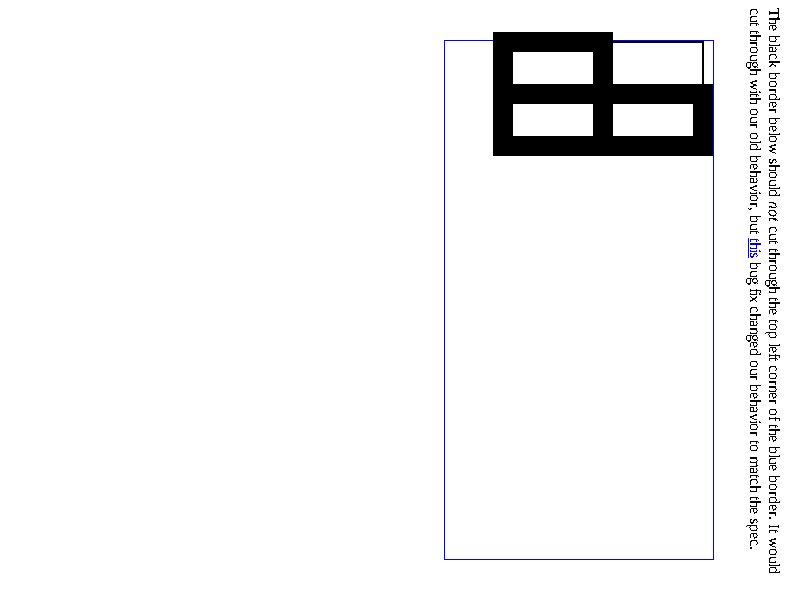 The black border below should not cut through the top left corner of the blue border. It would
cut through with our old behavior, but this bug fix changed our behavior to match the spec.